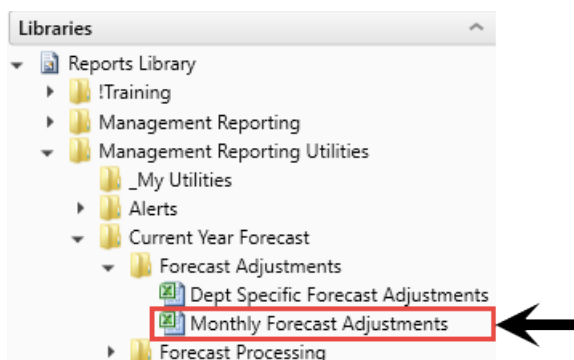 Libraries
Reports Library
!Training
Management Reporting
Management Reporting Utilities
_My Utilities
Alerts
Current Year Forecast
Forecast Adjustments
Dept Specific Forecast Adjustments
Monthly Forecast Adjustments
Forecast Processing